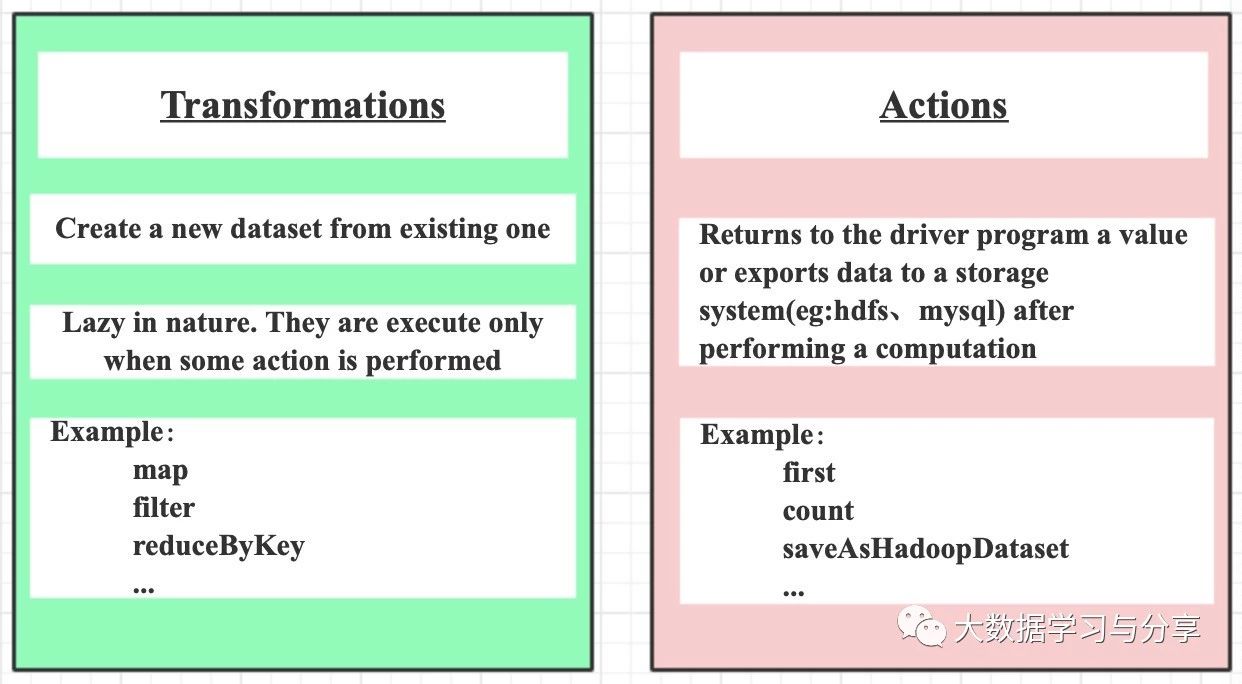 Transformations
Create a new dataset from existing one
Lazy in nature. They are execute only
when some action is performed
Example：
map
filter
reduceByKey
...
Actions
Returns to the driver program a value
or exports data to a storage
system(eg:hdfs、mysql) after
performing a computation
Example：
first
count
saveAsHadoopDataset
...
大数据学习与分享